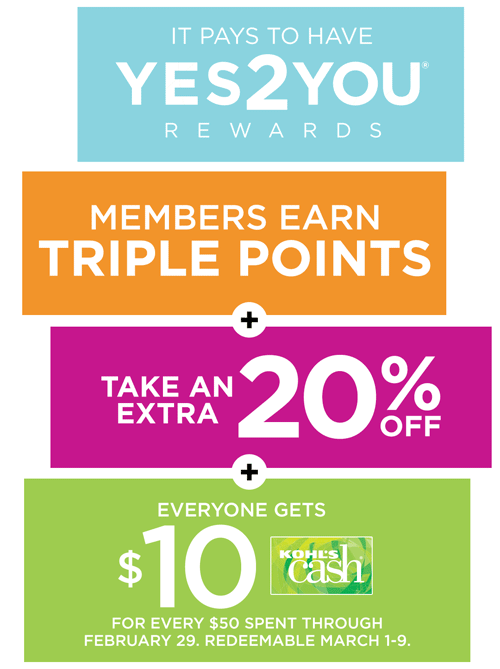 IT PAYS TO HAVE
YES2YOU®
REWARDS
MEMBERS EARN
TRIPLE POINTS
+
TAKE AN
EXTRA
20%
OFF
+
EVERYONE GETS
$10
KOHL'S
cash®
FOR EVERY $50 SPENT THROUGH
FEBRUARY 29. REDEEMABLE MARCH 1-9.